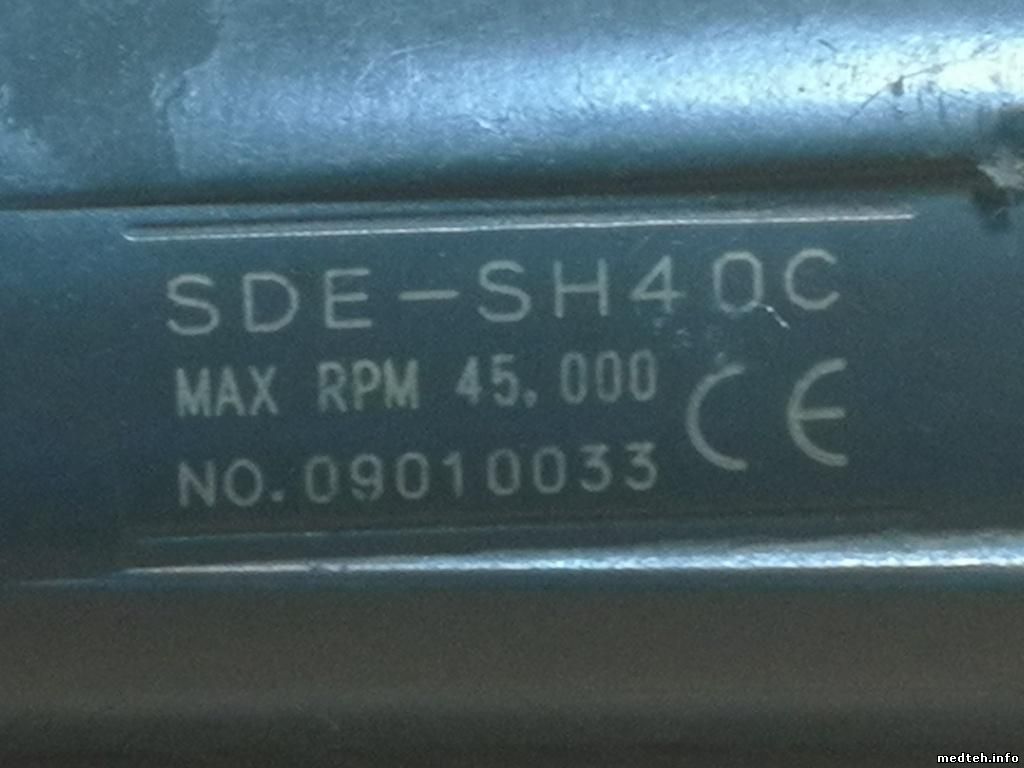 SDE-SH40C
MAX RPM 45,000
CE
NO.09010033
medteh.info